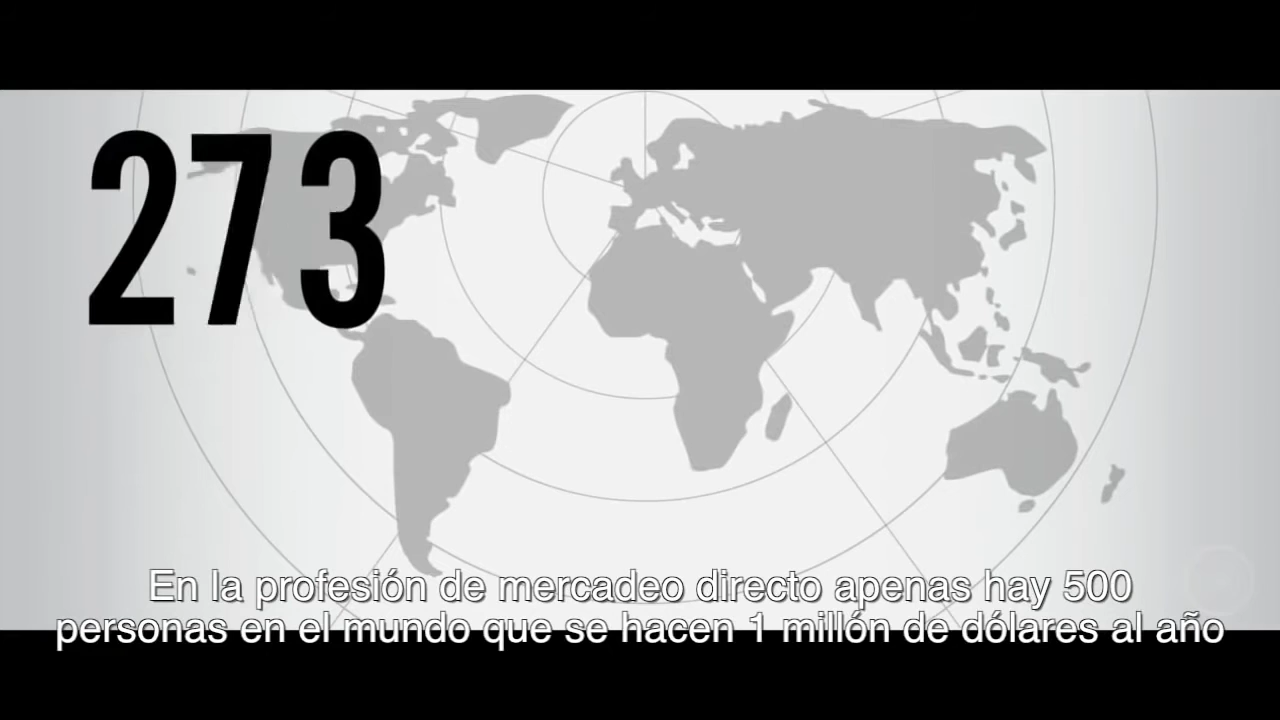 273
En la profesión de mercadeo directo apenas hay 500
personas en el mundo que se hacen 1 millón de dólares al año